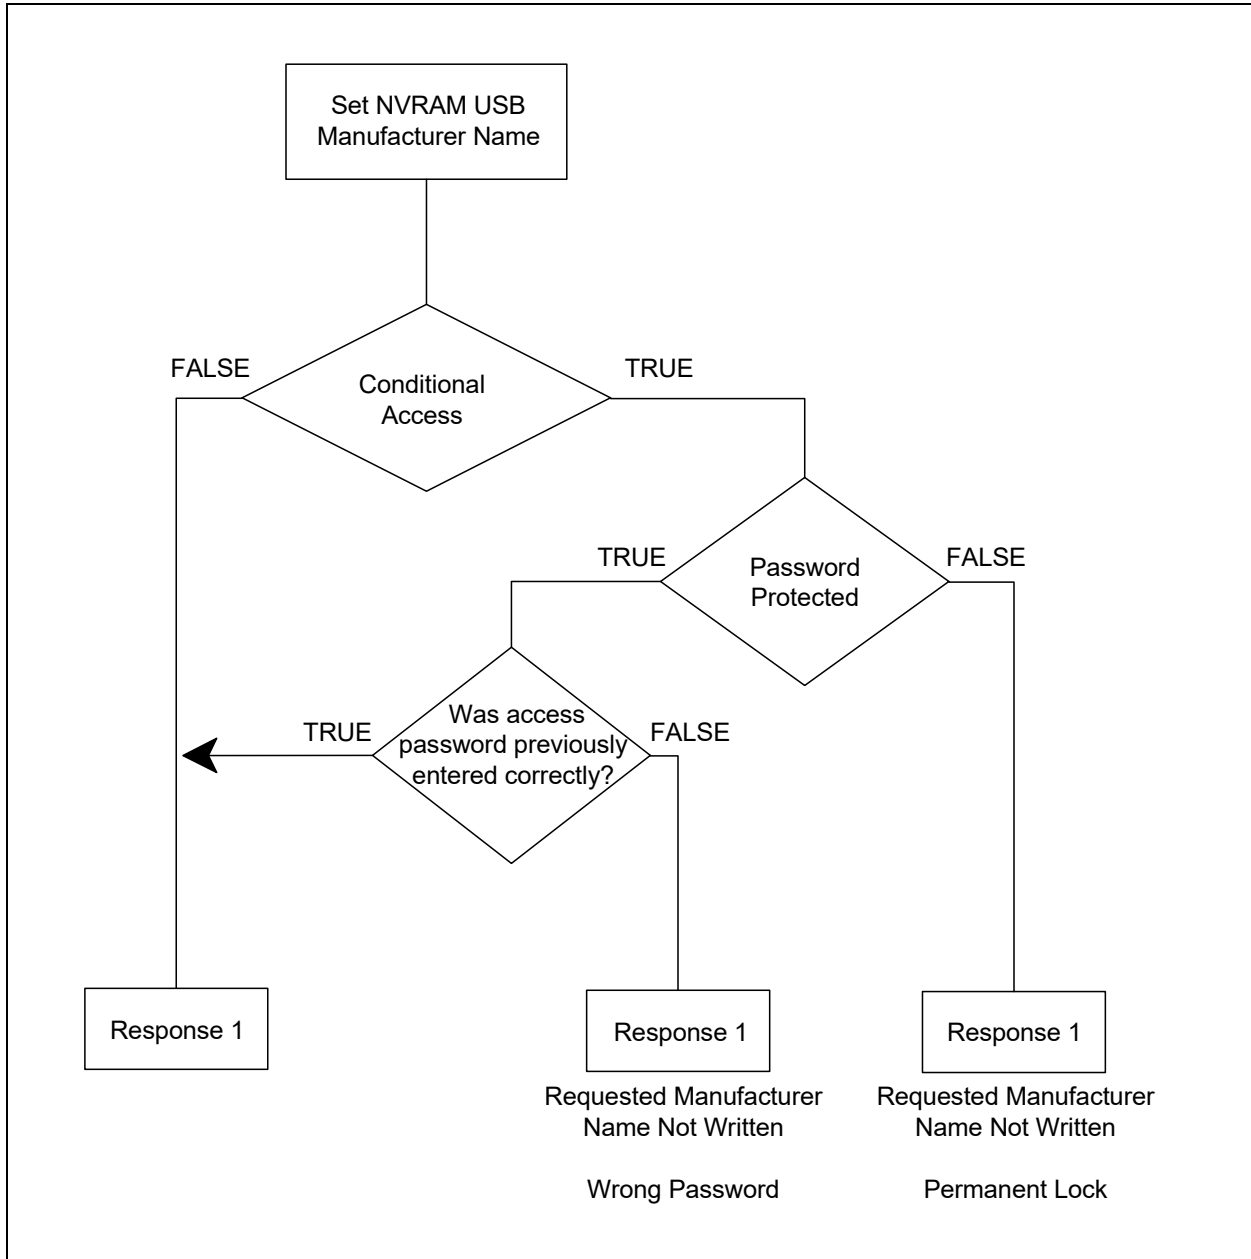 Set NVRAM USB
Manufacturer Name
FALSE
TRUE
Conditional
Access
TRUE
FALSE
Password
Protected
TRUE
FALSE
Was access
password previously
entered correctly?
Response 1
Response 1
Response 1
Requested Manufacturer
Name Not Written
Wrong Password
Requested Manufacturer
Name Not Written
Permanent Lock